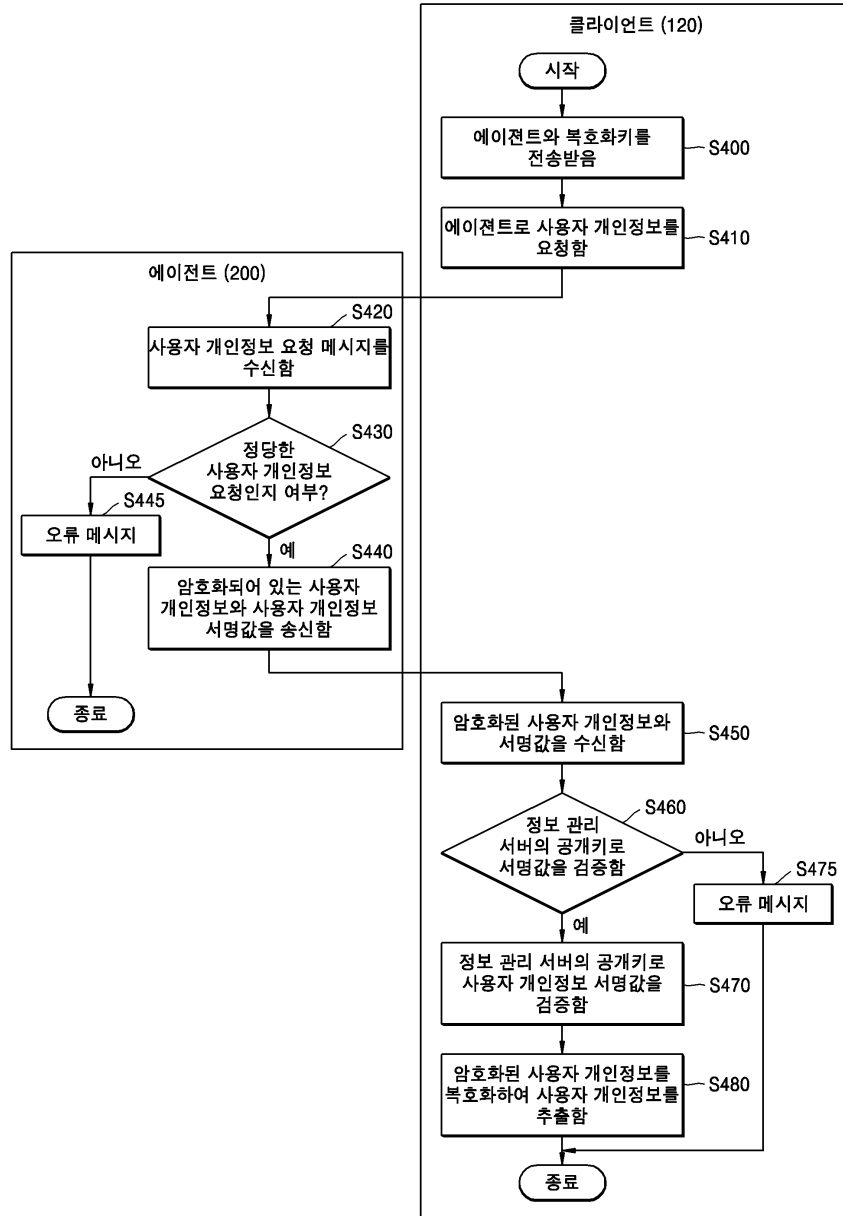 클라이언트 (120)
시작
에이젼트와 복호화키를
전송받음
S400
에이젼트로 사용자 개인정보를
요청함
S410
에이전트 (200)
S420
사용자 개인정보 요청 메시지를
수신함
S430
정당한
사용자 개인정보
요청인지 여부?
아니오
S445
오류 메시지
예
S440
암호화되어 있는 사용자
개인정보와 사용자 개인정보
서명값을 송신함
종료
암호화된 사용자 개인정보와
서명값을 수신함
S450
S460
정보 관리
서버의 공개키로
서명값을 검증함
아니오
S475
오류 메시지
예
정보 관리 서버의 공개키로
사용자 개인정보 서명값을
검증함
S470
암호화된 사용자 개인정보를
복호화하여 사용자 개인정보를
추출함
S480
종료